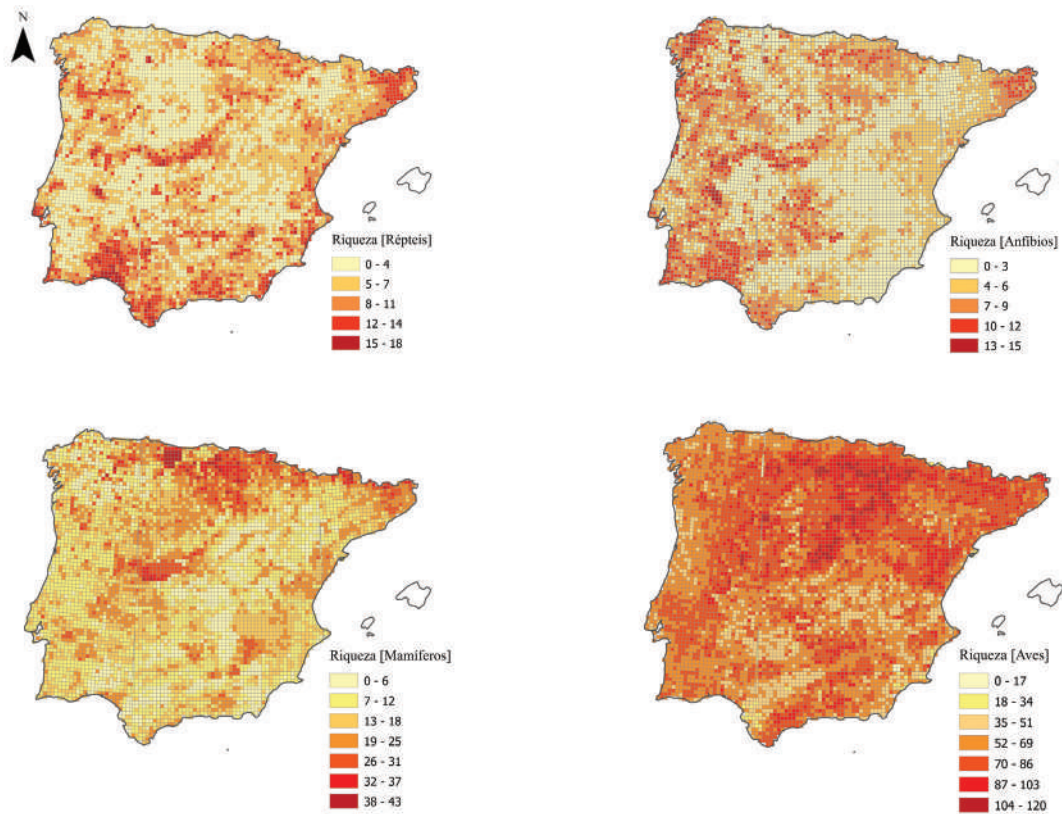 N
Riqueza [Répteis]
0 - 4
5 - 7
8 - 11
12 - 14
15 - 18
Riqueza [Anfíbios]
0 - 3
4 - 6
7 - 9
10 - 12
13 - 15
Riqueza [Mamíferos]
0 - 6
7 - 12
13 - 18
19 - 25
26 - 31
32 - 37
38 - 43
Riqueza [Aves]
0 - 17
18 - 34
35 - 51
52 - 69
70 - 86
87 - 103
104 - 120